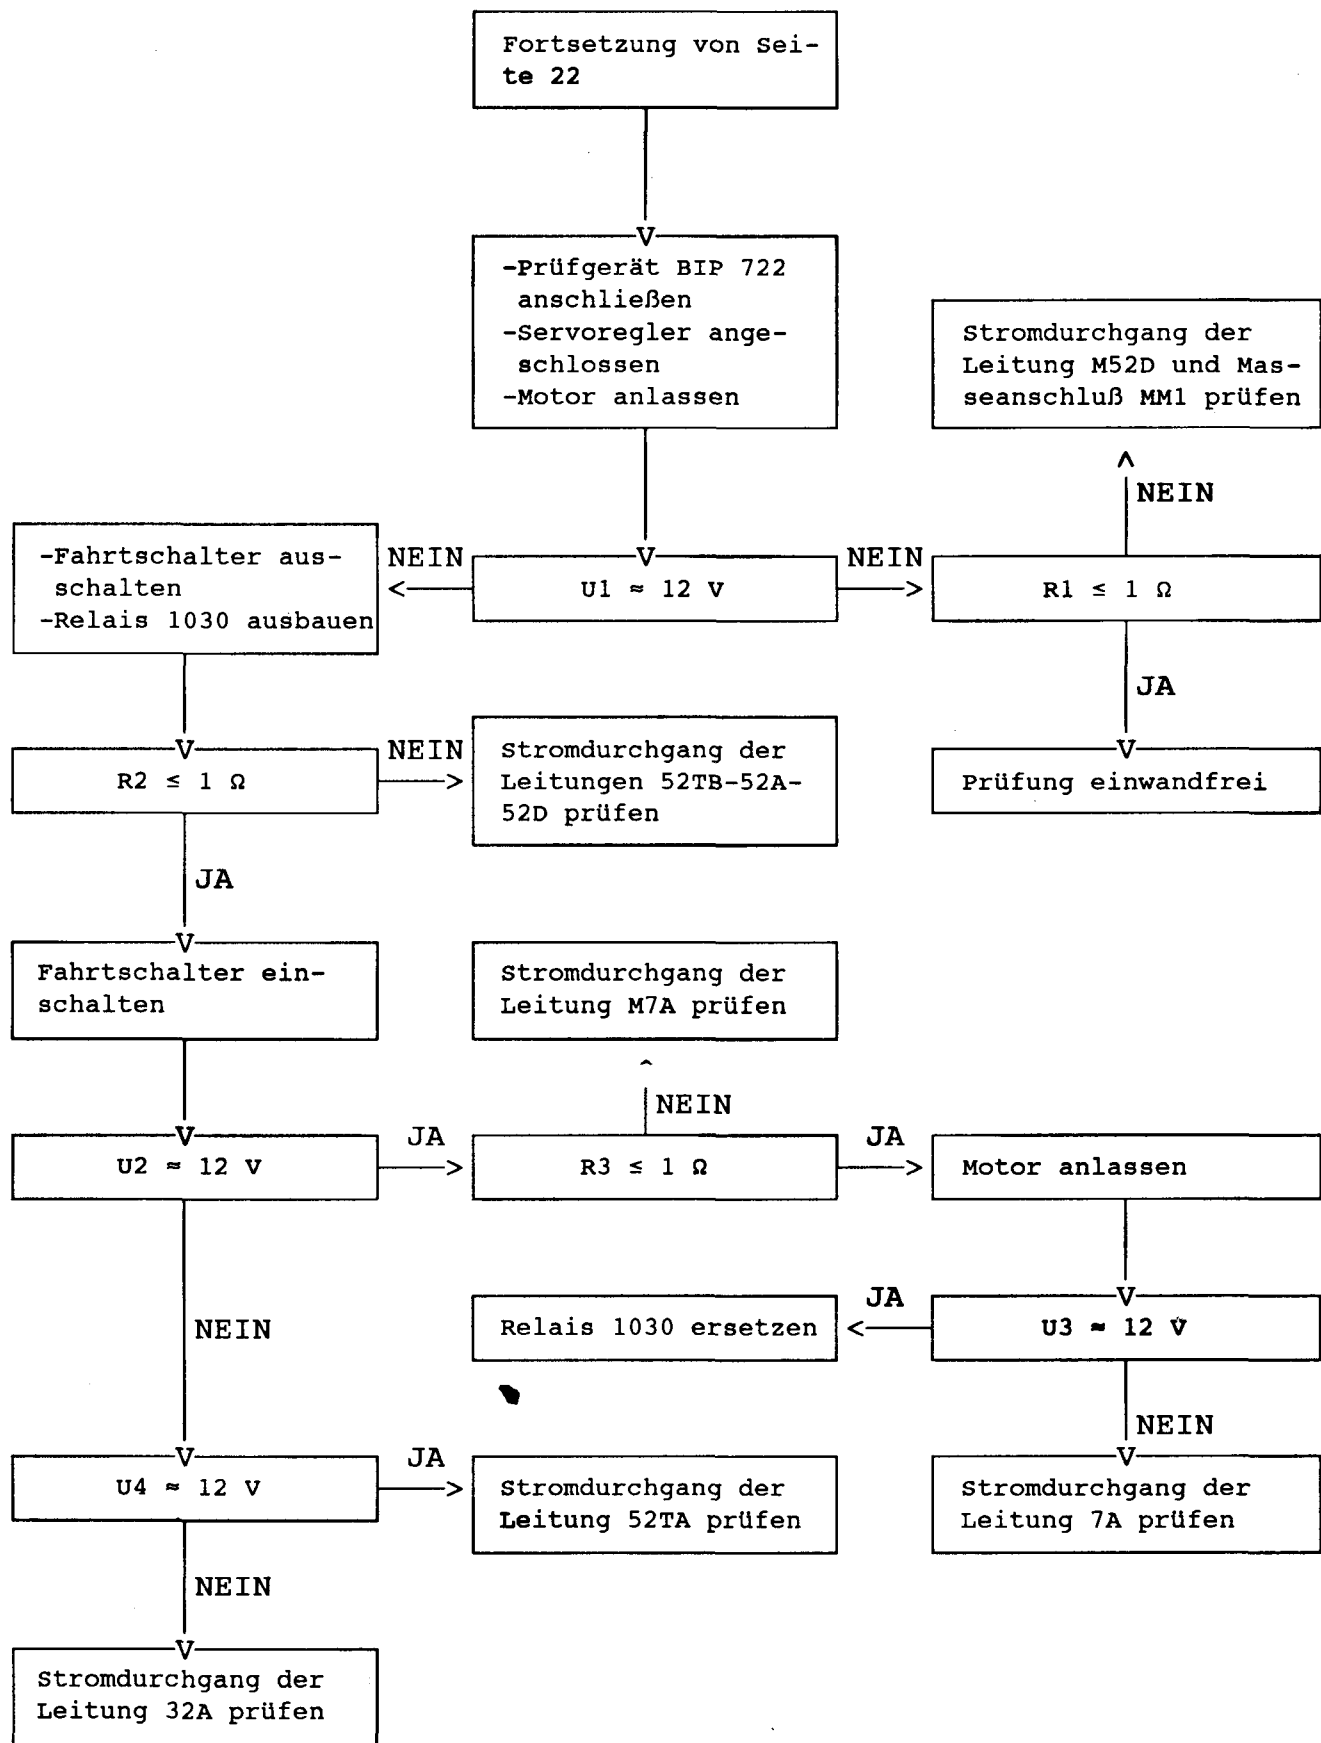 Fortsetzung von Sei-
te 22
V
-Prüfgerät BIP 722
anschließen
-Servoregler ange-
schlossen
-Motor anlassen
Stromdurchgang der
Leitung M52D und Mas-
seanschluß MM1 prüfen
^
NEIN
-Fahrtschalter aus-
schalten
-Relais 1030 ausbauen
NEIN
<
V
U1 ≈ 12 V
NEIN
>
R1 ≤ 1 Ω
JA
V
Prüfung einwandfrei
V
R2 ≤ 1 Ω
NEIN
>
Stromdurchgang der
Leitungen 52TB-52A-
52D prüfen
JA
V
Fahrtschalter ein-
schalten
Stromdurchgang der
Leitung M7A prüfen
^
NEIN
V
U2 ≈ 12 V
JA
>
R3 ≤ 1 Ω
JA
>
Motor anlassen
NEIN
Relais 1030 ersetzen
JA
<
V
U3 ≈ 12 V
NEIN
V
U4 ≈ 12 V
JA
>
Stromdurchgang der
Leitung 52TA prüfen
V
Stromdurchgang der
Leitung 7A prüfen
NEIN
V
Stromdurchgang der
Leitung 32A prüfen